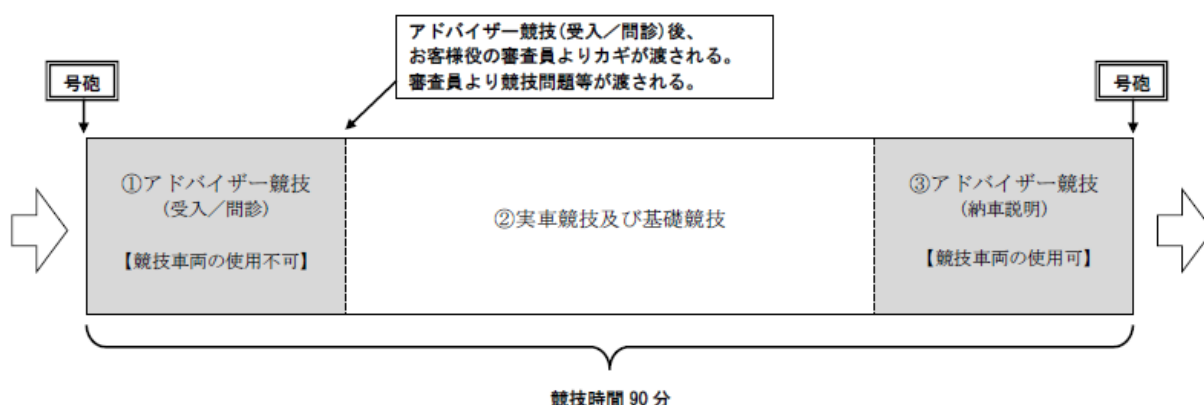 アドバイザー競技(受入／問診)後、
お客様役の審査員よりカギが渡される。
審査員より競技問題等が渡される。
号砲
号砲
①アドバイザー競技
(受入／問診)
【競技車両の使用不可】
②実車競技及び基礎競技
③アドバイザー競技
(納車説明)
【競技車両の使用可】
競技時間 90 分